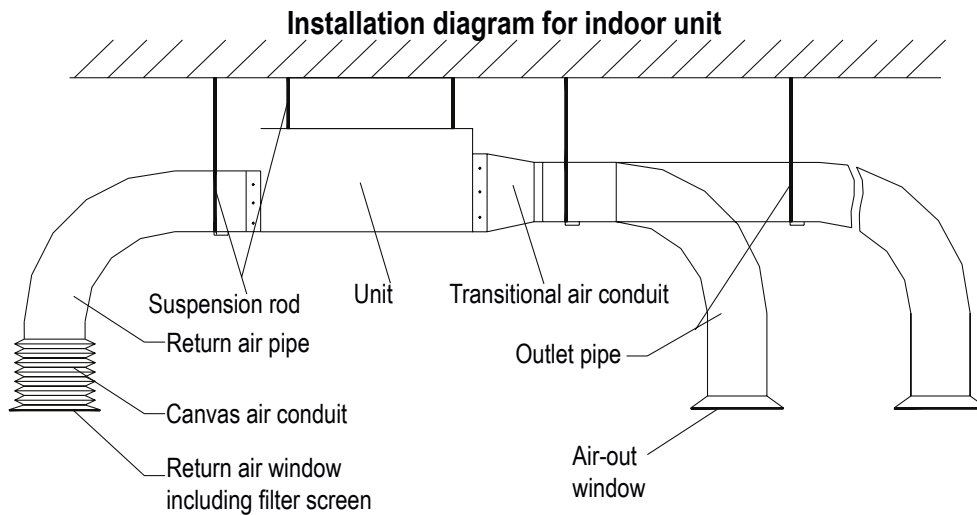 Installation diagram for indoor unit
Suspension rod
Unit
Transitional air conduit
Return air pipe
Outlet pipe
Canvas air conduit
Return air window
including filter screen
Air-out
window